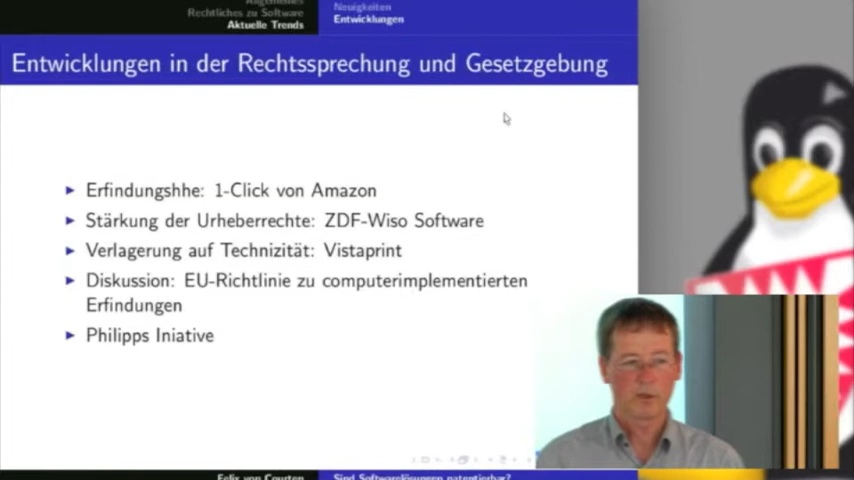 Allgemeines
Rechtliches zu Software
Aktuelle Trends
Neuigkeiten
Entwicklungen
Entwicklungen in der Rechtssprechung und Gesetzgebung
Erfindungshhe: 1-Click von Amazon
Stärkung der Urheberrechte: ZDF-Wiso Software
Verlagerung auf Technizität: Vistaprint
Diskussion: EU-Richtlinie zu computerimplementierten
Erfindungen
Philipps Iniative
Felix von Courten
Sind Softwarelösungen patentierbar?